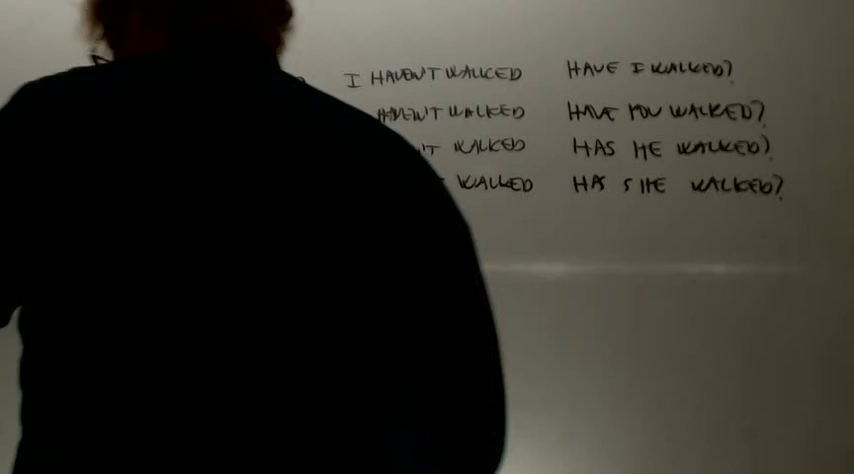 I HAVEN'T WALKED HAVE I WALKED?
HAVEN'T WALKED HAVE YOU WALKED?
'T WALKED HAS HE WALKED?
WALKED HAS SHE WALKED?